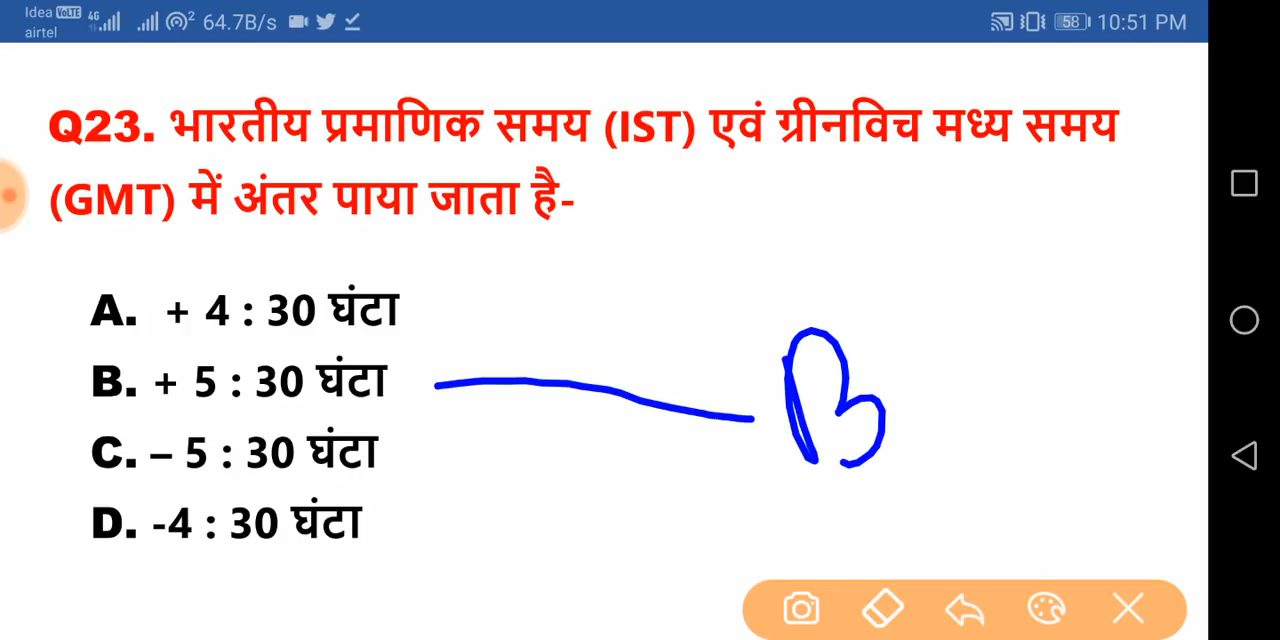 Idea VoLTE 4G 2 64.7B/s 58 10:51 PM
airtel
Q23. भारतीय प्रमाणिक समय (IST) एवं ग्रीनविच मध्य समय
(GMT) में अंतर पाया जाता है-
A. + 4 : 30 घंटा
B. + 5 : 30 घंटा
B
C. – 5 : 30 घंटा
D. -4 : 30 घंटा